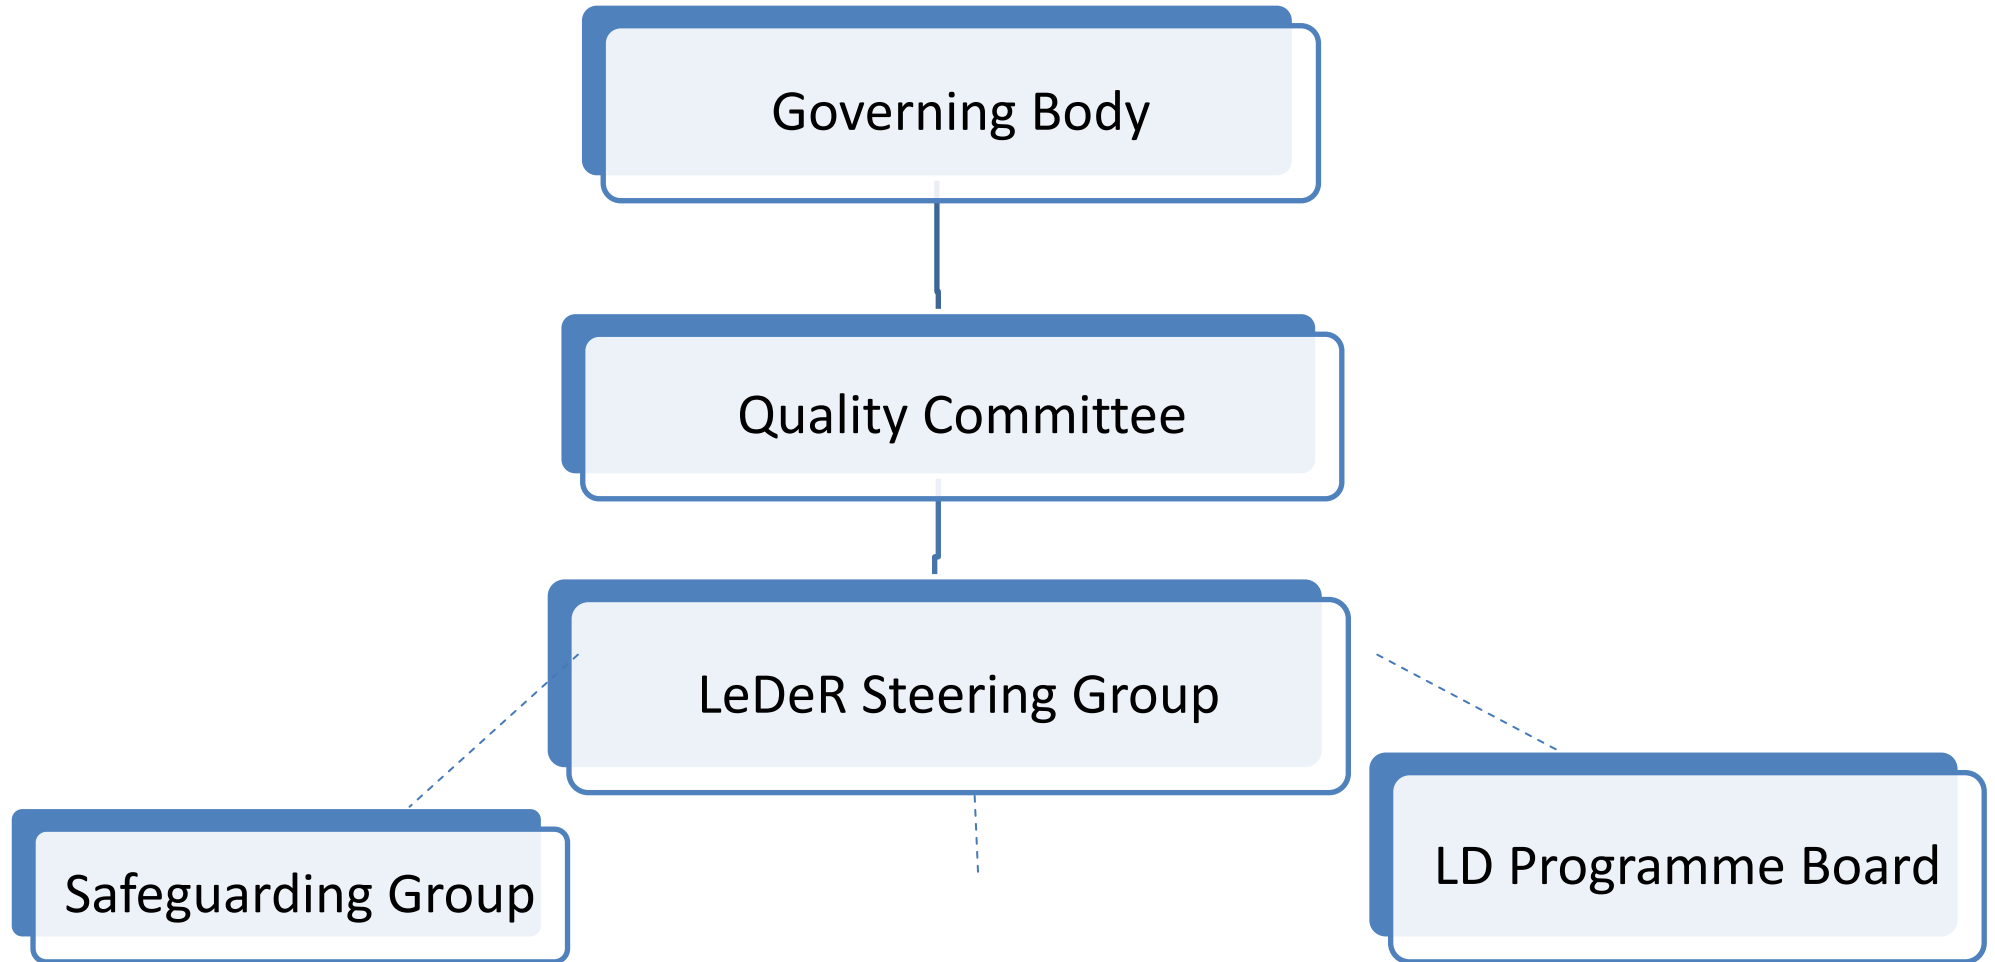 Governing Body
Quality Committee
LeDeR Steering Group
Safeguarding Group
LD Programme Board